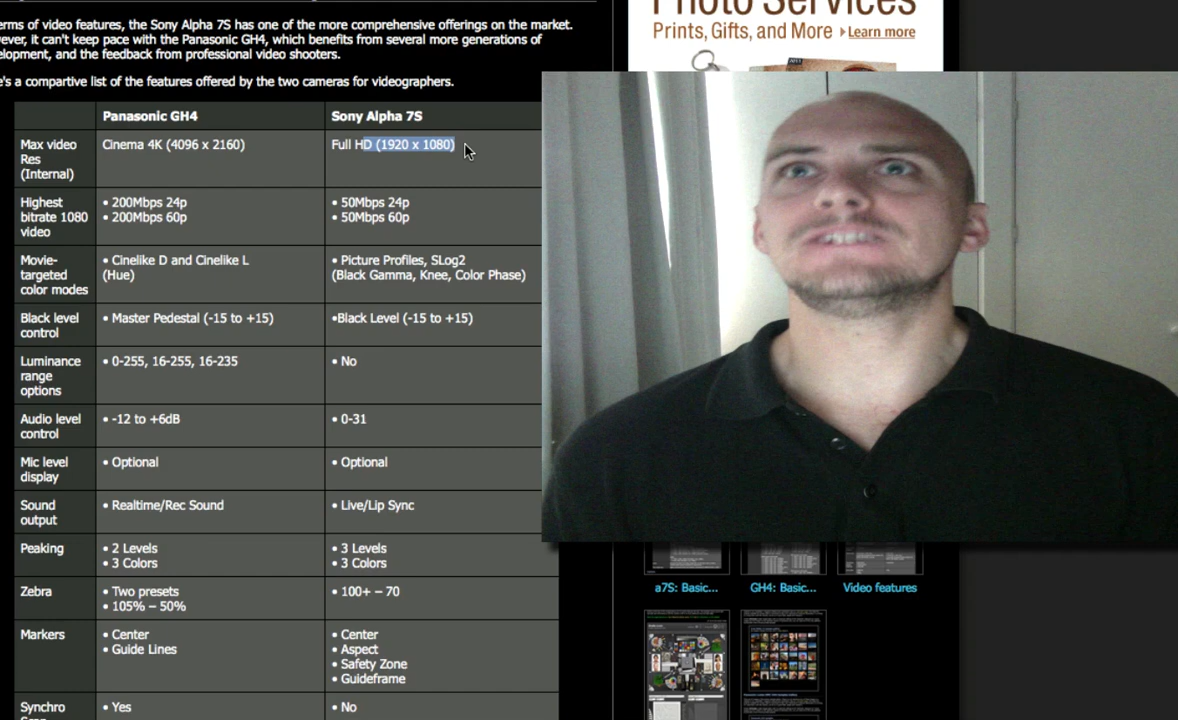 erms of video features, the Sony Alpha 7S has one of the more comprehensive offerings on the market.
ever, it can't keep pace with the Panasonic GH4, which benefits from several more generations of
elopment, and the feedback from professional video shooters.
e's a compartive list of the features offered by the two cameras for videographers.
Photo Services
Prints, Gifts, and More Learn more
Panasonic GH4 Sony Alpha 7S
Max video Res (Internal) Cinema 4K (4096 x 2160) Full HD (1920 x 1080)
Highest bitrate 1080 video • 200Mbps 24p • 200Mbps 60p • 50Mbps 24p • 50Mbps 60p
Movie-targeted color modes • Cinelike D and Cinelike L (Hue) • Picture Profiles, SLog2 (Black Gamma, Knee, Color Phase)
Black level control • Master Pedestal (-15 to +15) •Black Level (-15 to +15)
Luminance range options • 0-255, 16-255, 16-235 • No
Audio level control • -12 to +6dB • 0-31
Mic level display • Optional • Optional
Sound output • Realtime/Rec Sound • Live/Lip Sync
Peaking • 2 Levels • 3 Colors • 3 Levels • 3 Colors
Zebra • Two presets • 105% – 50% • 100+ – 70
Markers • Center • Guide Lines • Center • Aspect • Safety Zone • Guideframe
Synchro • Yes • No
a7S: Basic... GH4: Basic... Video features